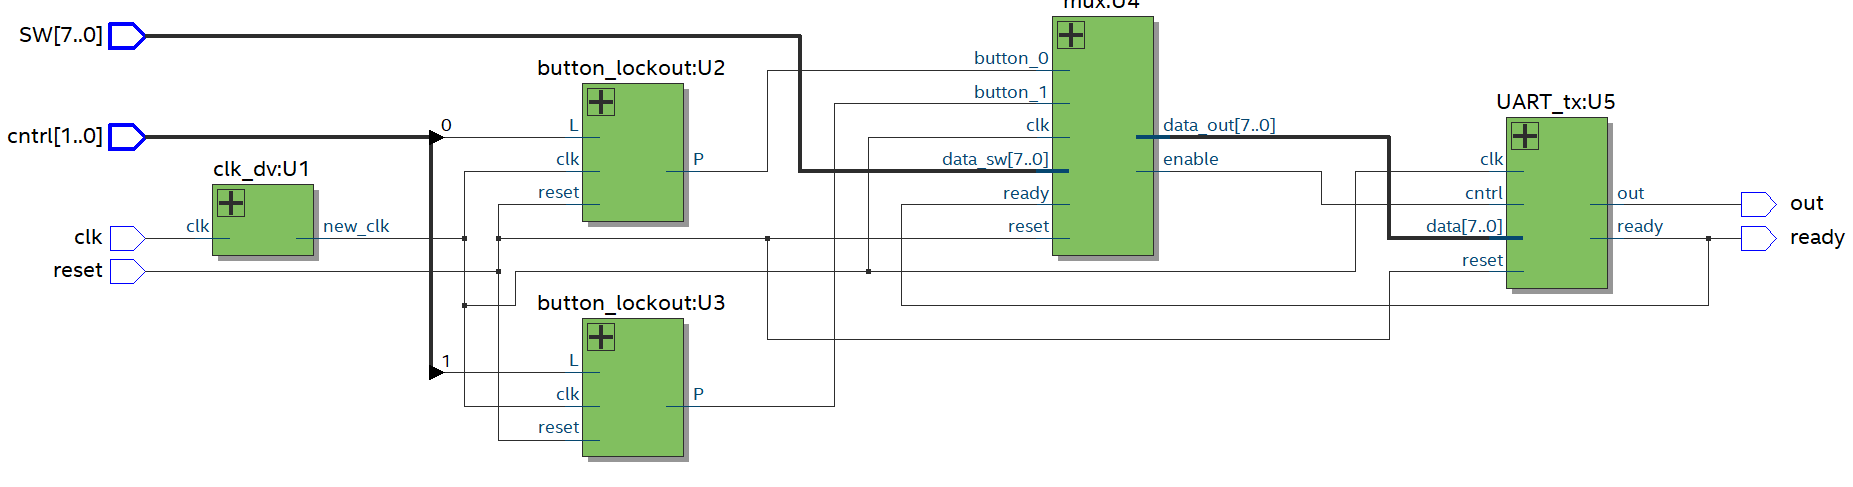 SW[7..0]
cntrl[1..0]
clk
reset
clk_dv:U1
clk
new_clk
0
1
button_lockout:U2
L
clk
reset
P
button_lockout:U3
L
clk
reset
P
mux:U4
button_0
button_1
clk
data_sw[7..0]
ready
reset
data_out[7..0]
enable
UART_tx:U5
clk
cntrl
data[7..0]
reset
out
ready
out
ready